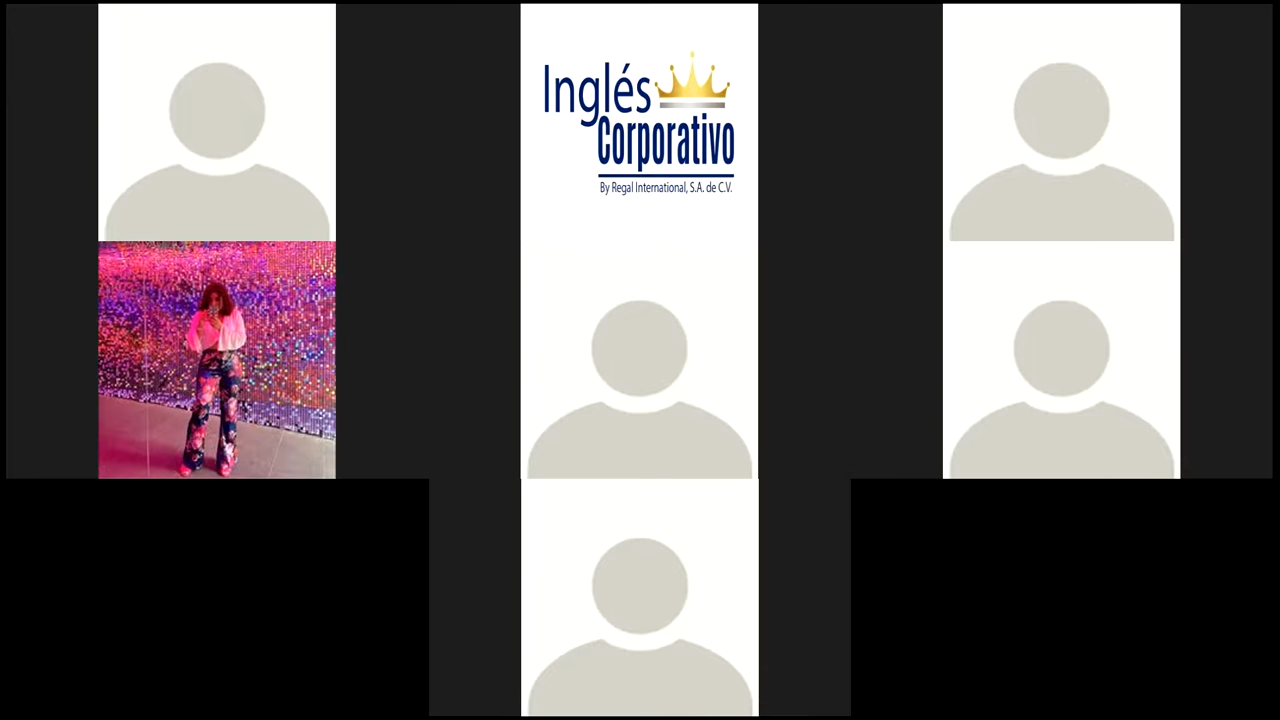 Inglés
Corporativo
By Regal International, S.A. de C.V.